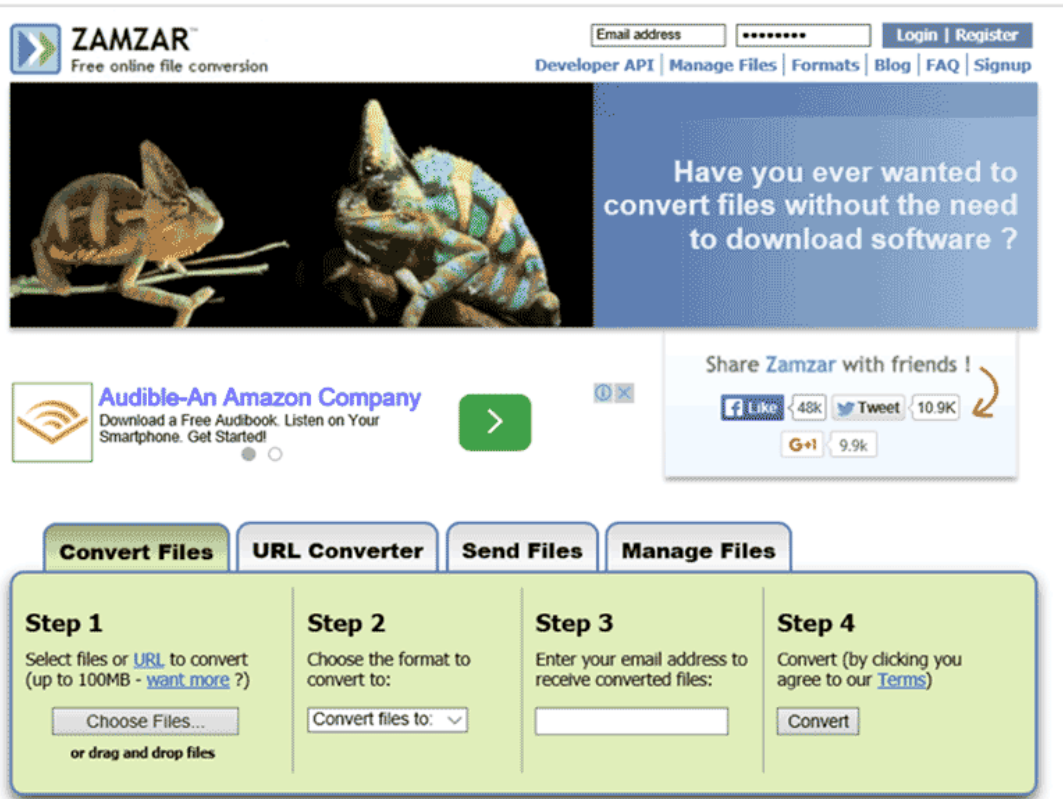 ZAMZAR™
Free online file conversion
Email address
••••••••
Login | Register
Developer API | Manage Files | Formats | Blog | FAQ | Signup
Have you ever wanted to
convert files without the need
to download software ?
Audible-An Amazon Company
Download a Free Audibook. Listen on Your
Smartphone. Get Started!
Share Zamzar with friends !
Like 48k Tweet 10.9K
G+1 9.9k
Convert Files URL Converter Send Files Manage Files
Step 1
Select files or URL to convert
(up to 100MB - want more ?)
Choose Files...
or drag and drop files
Step 2
Choose the format to
convert to:
Convert files to:
Step 3
Enter your email address to
receive converted files:
Step 4
Convert (by clicking you
agree to our Terms)
Convert